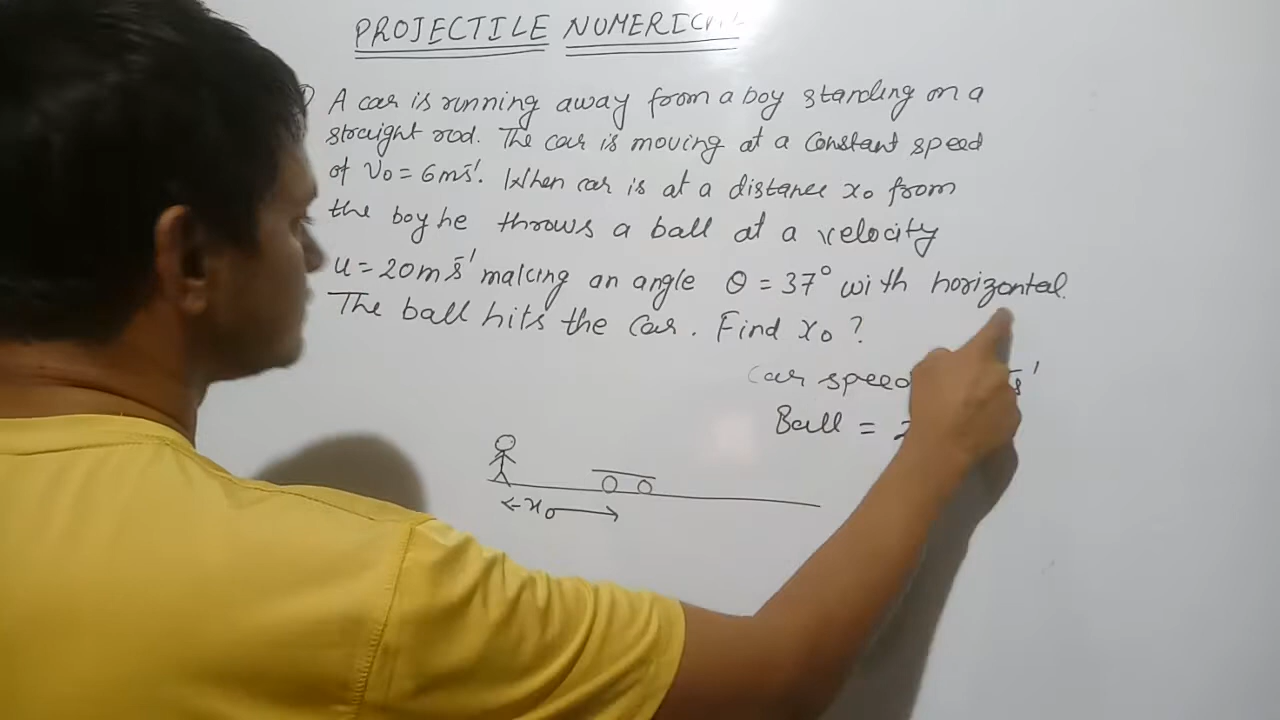 PROJECTILE NUMERIC
A car is running away from a boy standing on a
straight rod. The car is moving at a constant speed
of v₀ = 6ms⁻¹. When car is at a distance x₀ from
the boy he throws a ball at a velocity
u = 20ms⁻¹ making an angle θ = 37° with horizontal.
The ball hits the car. Find x₀ ?
Car speed
Ball = 2
x₀